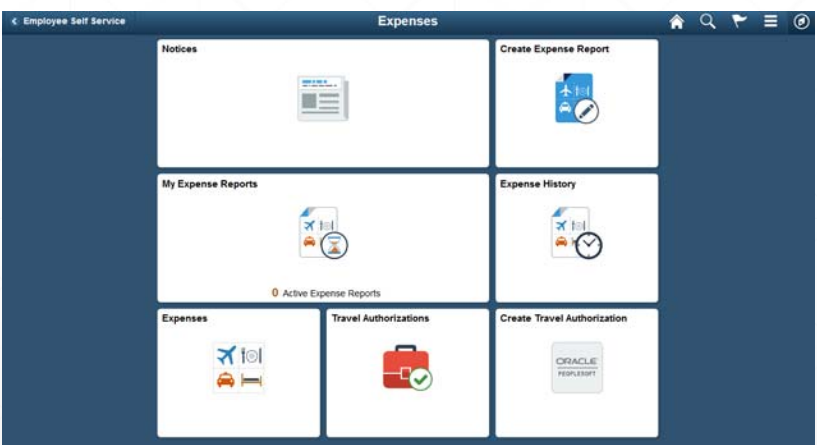 Employee Self Service
Expenses
Notices
Create Expense Report
My Expense Reports
0 Active Expense Reports
Expense History
Expenses
Travel Authorizations
Create Travel Authorization
ORACLE
PEOPLESOFT